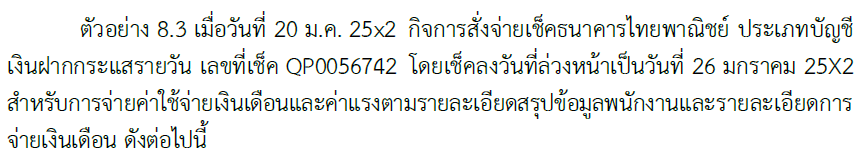 ตัวอย่าง 8.3 เมื่อวันที่ 20 ม.ค. 25x2 กิจการสั่งจ่ายเช็คธนาคารไทยพาณิชย์ ประเภทบัญชี
เงินฝากกระแสรายวัน เลขที่เช็ค QP0056742 โดยเช็คลงวันที่ล่วงหน้าเป็นวันที่ 26 มกราคม 25X2
สำหรับการจ่ายค่าใช้จ่ายเงินเดือนและค่าแรงตามรายละเอียดสรุปข้อมูลพนักงานและรายละเอียดการ
จ่ายเงินเดือน ดังต่อไปนี้